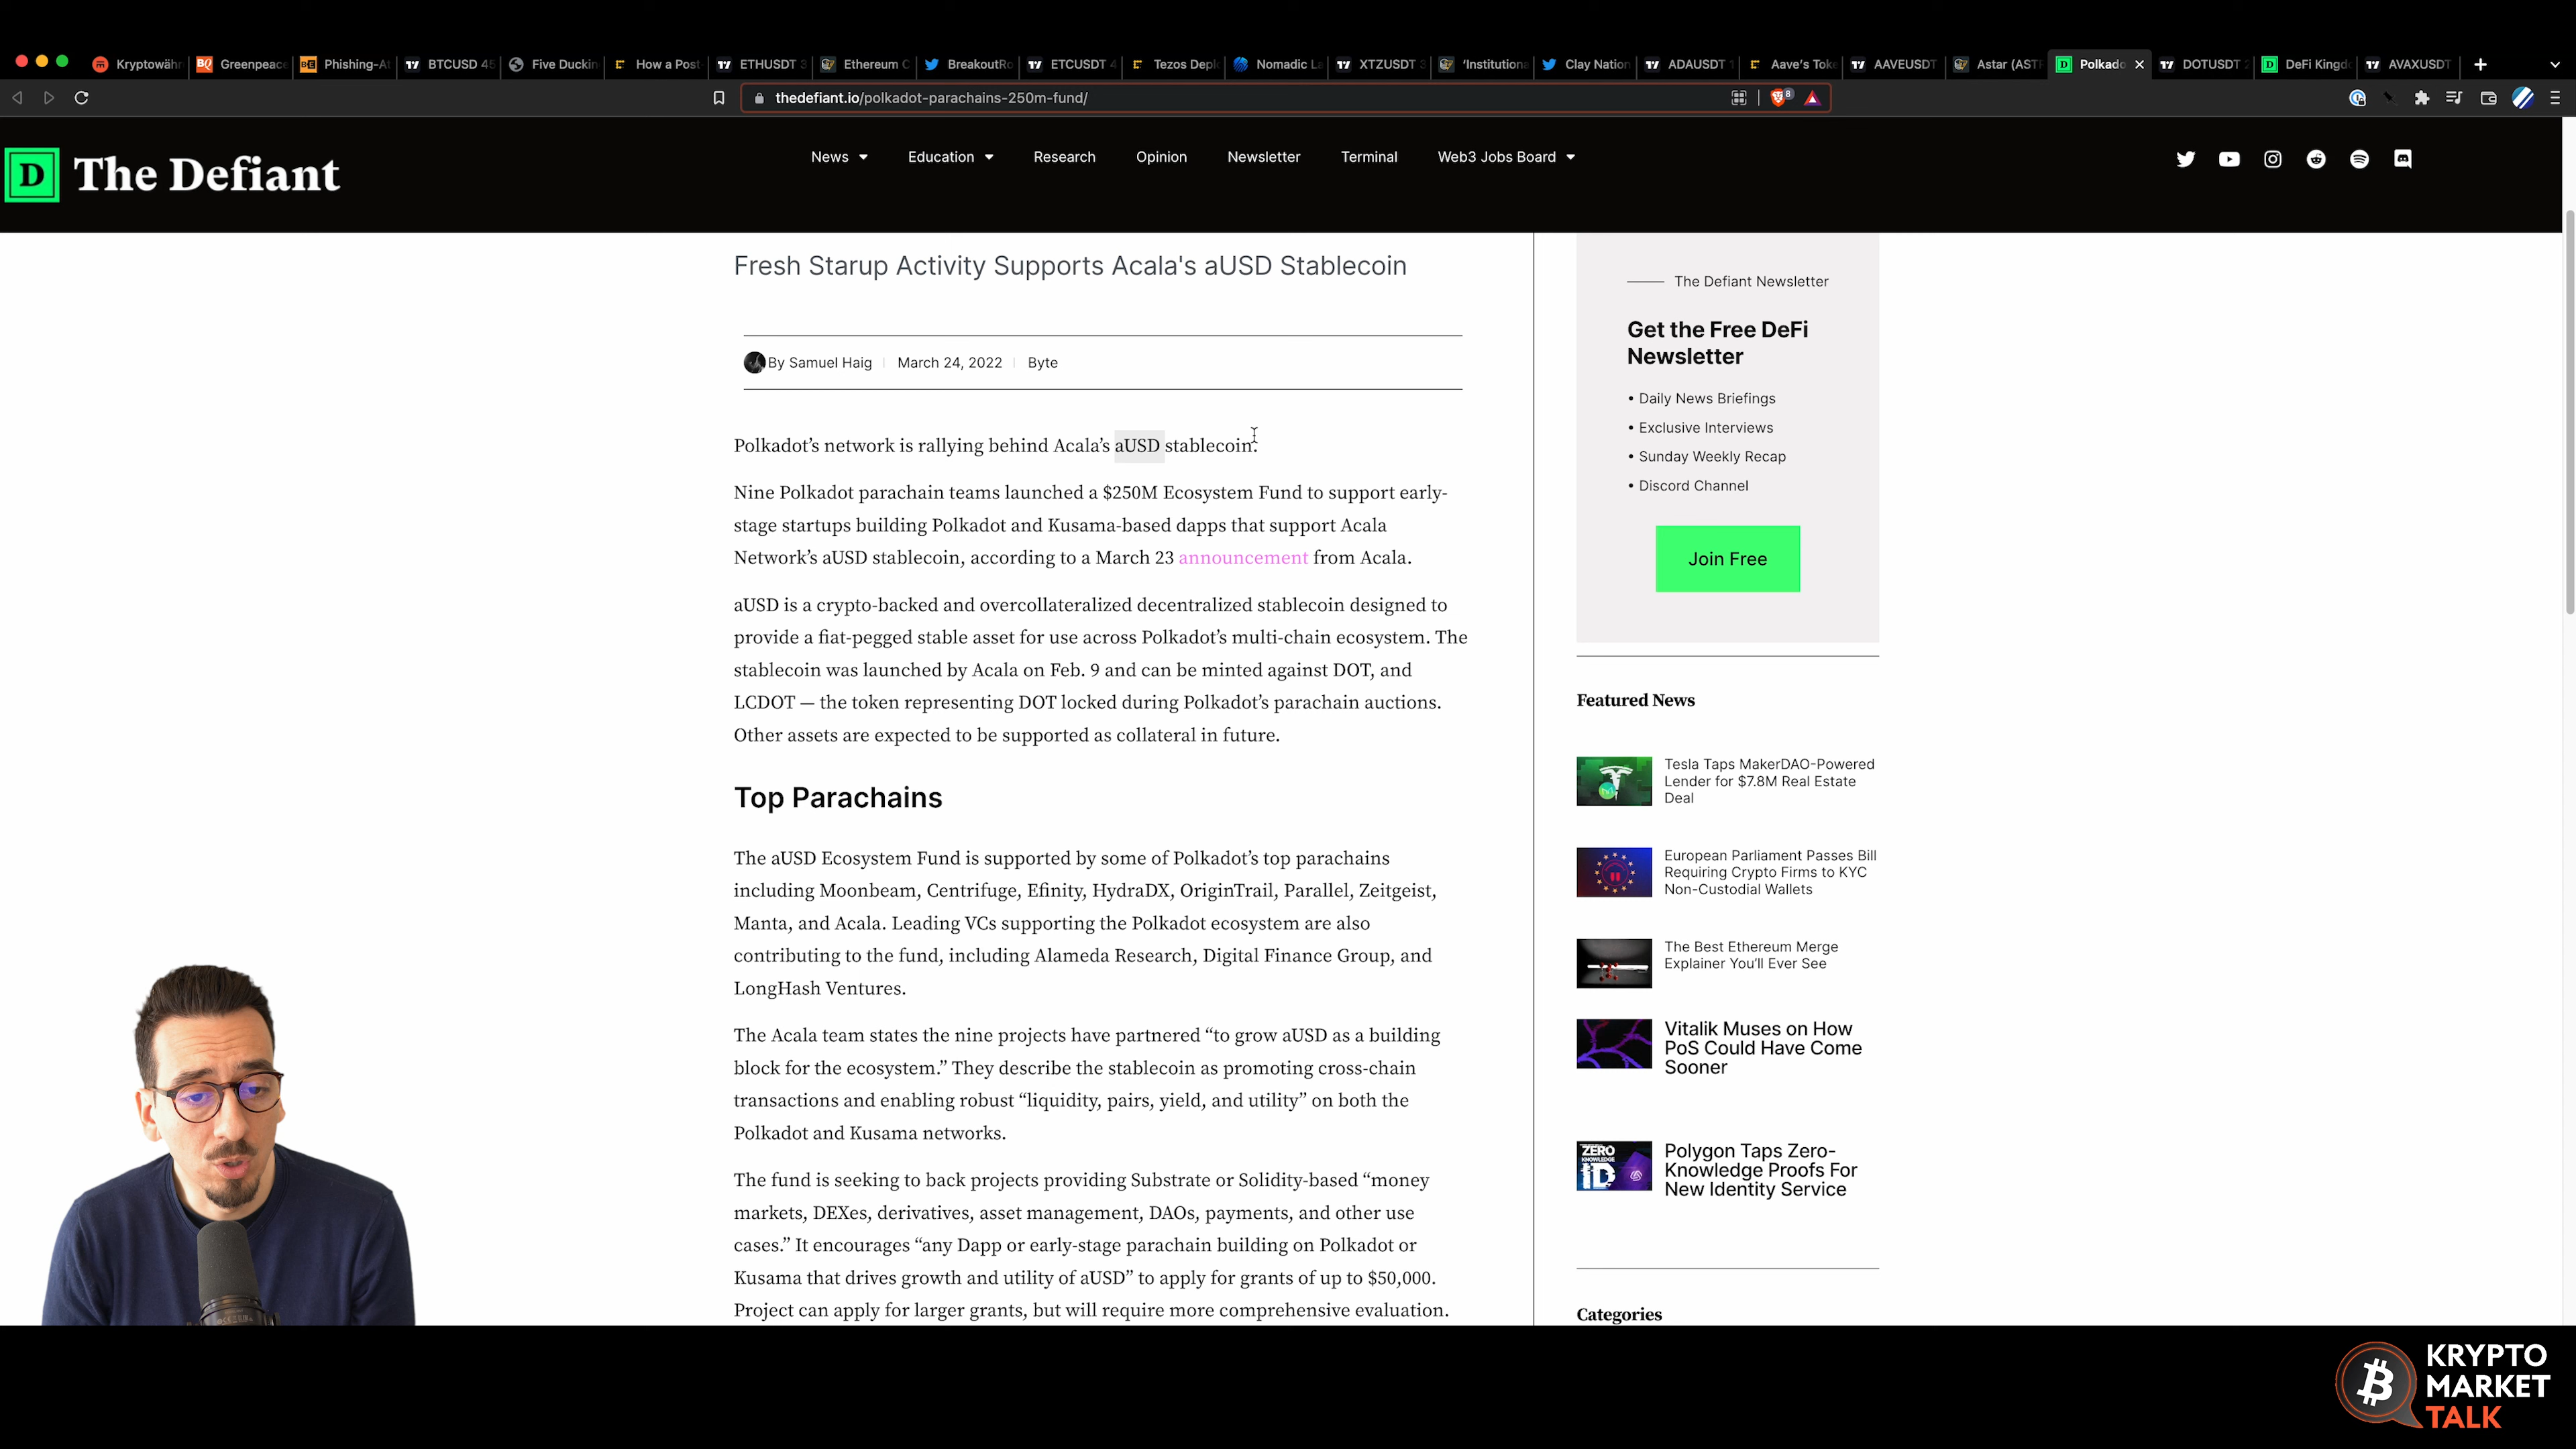 Kryptowäh
Greenpeace
Phishing-At
BTCUSD 45
Five Duckin
How a Post
ETHUSDT 3
Ethereum C
BreakoutRo
ETCUSDT 4
Tezos Deplo
Nomadic La
XTZUSDT 3
'Institutiona
Clay Nation
ADAUSDT 1
Aave's Toke
AAVEUSDT
Astar (ASTR
Polkado
DOTUSDT 2
DeFi Kingdo
AVAXUSDT
thedefiant.io/polkadot-parachains-250m-fund/
8
D The Defiant
News
Education
Research
Opinion
Newsletter
Terminal
Web3 Jobs Board
Fresh Starup Activity Supports Acala's aUSD Stablecoin
By Samuel Haig
March 24, 2022
Byte
Polkadot’s network is rallying behind Acala’s aUSD stablecoin.
Nine Polkadot parachain teams launched a $250M Ecosystem Fund to support early-
stage startups building Polkadot and Kusama-based dapps that support Acala
Network’s aUSD stablecoin, according to a March 23 announcement from Acala.
aUSD is a crypto-backed and overcollateralized decentralized stablecoin designed to
provide a fiat-pegged stable asset for use across Polkadot’s multi-chain ecosystem. The
stablecoin was launched by Acala on Feb. 9 and can be minted against DOT, and
LCDOT — the token representing DOT locked during Polkadot’s parachain auctions.
Other assets are expected to be supported as collateral in future.
Top Parachains
The aUSD Ecosystem Fund is supported by some of Polkadot’s top parachains
including Moonbeam, Centrifuge, Efinity, HydraDX, OriginTrail, Parallel, Zeitgeist,
Manta, and Acala. Leading VCs supporting the Polkadot ecosystem are also
contributing to the fund, including Alameda Research, Digital Finance Group, and
LongHash Ventures.
The Acala team states the nine projects have partnered “to grow aUSD as a building
block for the ecosystem.” They describe the stablecoin as promoting cross-chain
transactions and enabling robust “liquidity, pairs, yield, and utility” on both the
Polkadot and Kusama networks.
The fund is seeking to back projects providing Substrate or Solidity-based “money
markets, DEXes, derivatives, asset management, DAOs, payments, and other use
cases.” It encourages “any Dapp or early-stage parachain building on Polkadot or
Kusama that drives growth and utility of aUSD” to apply for grants of up to $50,000.
Project can apply for larger grants, but will require more comprehensive evaluation.
The Defiant Newsletter
Get the Free DeFi
Newsletter
• Daily News Briefings
• Exclusive Interviews
• Sunday Weekly Recap
• Discord Channel
Join Free
Featured News
Tesla Taps MakerDAO-Powered
Lender for $7.8M Real Estate
Deal
European Parliament Passes Bill
Requiring Crypto Firms to KYC
Non-Custodial Wallets
The Best Ethereum Merge
Explainer You’ll Ever See
Vitalik Muses on How
PoS Could Have Come
Sooner
ZERO
KNOWLEDGE
ID
Polygon Taps Zero-
Knowledge Proofs For
New Identity Service
Categories
KRYPTO
MARKET
TALK